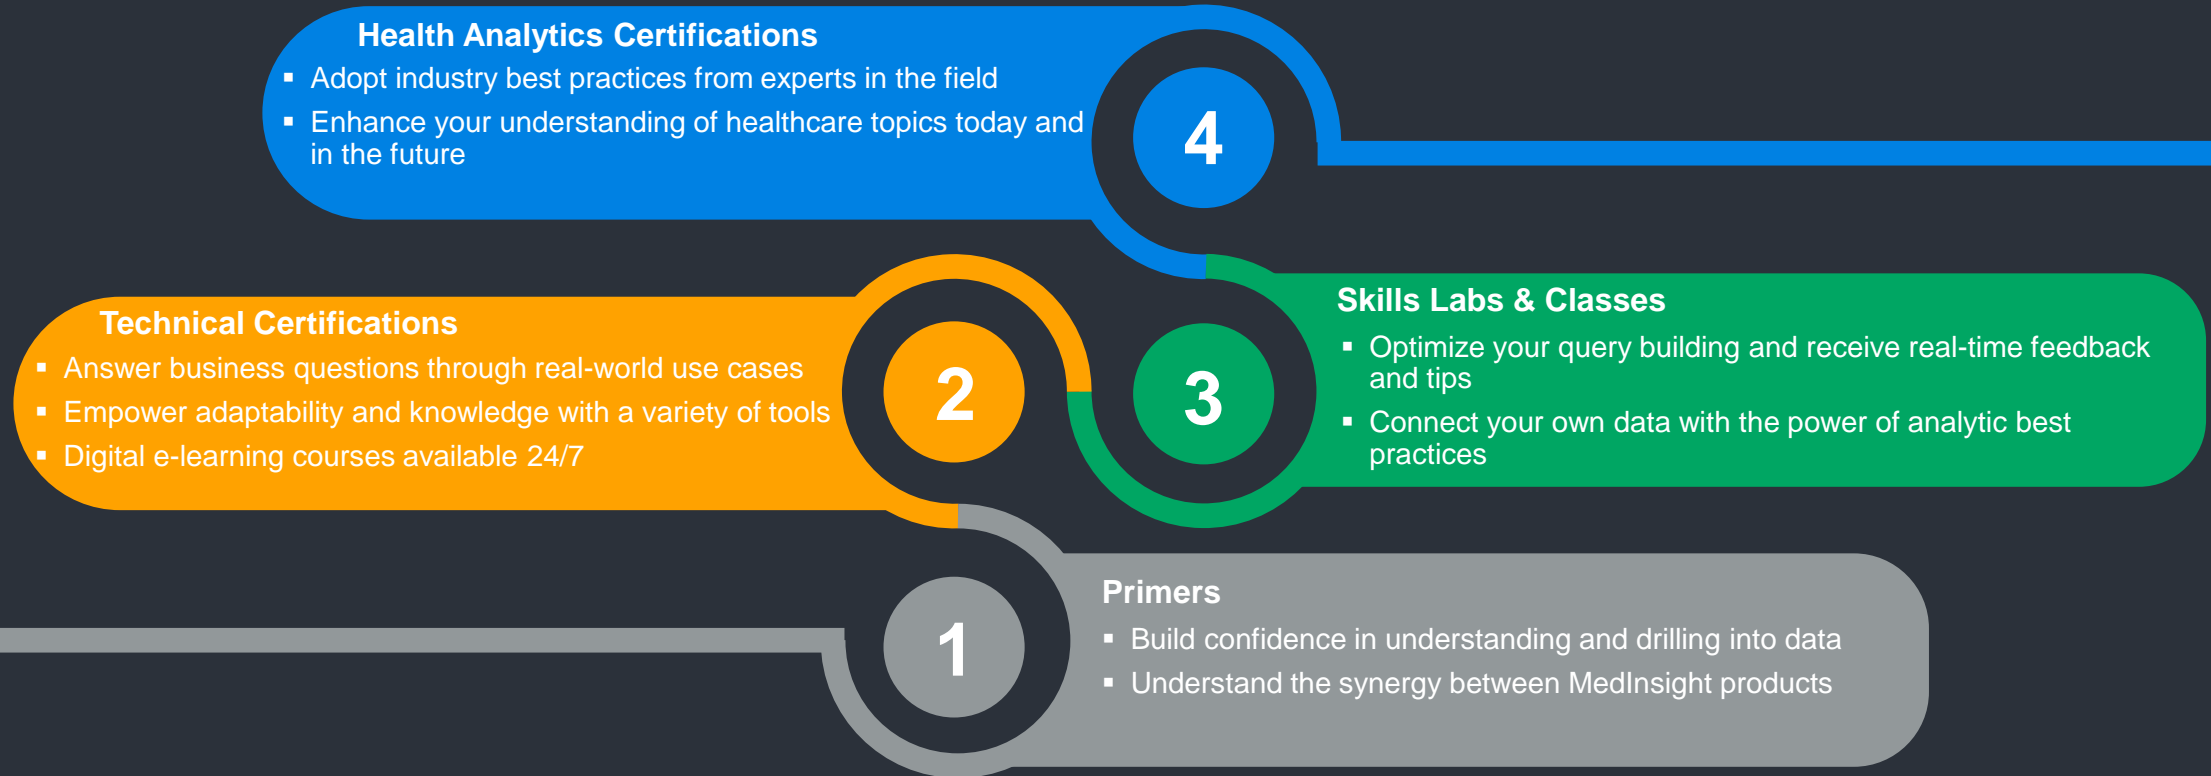 Health Analytics Certifications
▪ Adopt industry best practices from experts in the field
▪ Enhance your understanding of healthcare topics today and
in the future
4
Technical Certifications
▪ Answer business questions through real-world use cases
▪ Empower adaptability and knowledge with a variety of tools
▪ Digital e-learning courses available 24/7
2
3
Skills Labs & Classes
▪ Optimize your query building and receive real-time feedback
and tips
▪ Connect your own data with the power of analytic best
practices
1
Primers
▪ Build confidence in understanding and drilling into data
▪ Understand the synergy between MedInsight products